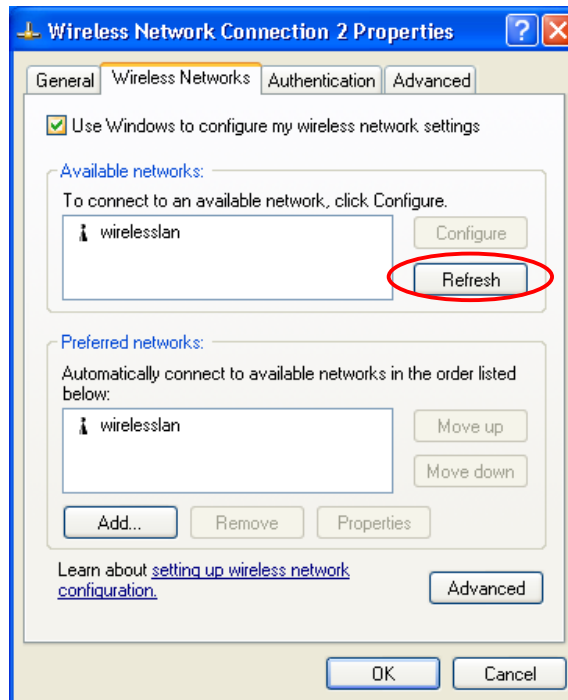 Wireless Network Connection 2 Properties
General Wireless Networks Authentication Advanced
Use Windows to configure my wireless network settings
Available networks:
To connect to an available network, click Configure.
wirelesslan
Configure
Refresh
Preferred networks:
Automatically connect to available networks in the order listed
below:
wirelesslan
Move up
Move down
Add... Remove Properties
Learn about setting up wireless network
configuration.
Advanced
OK Cancel